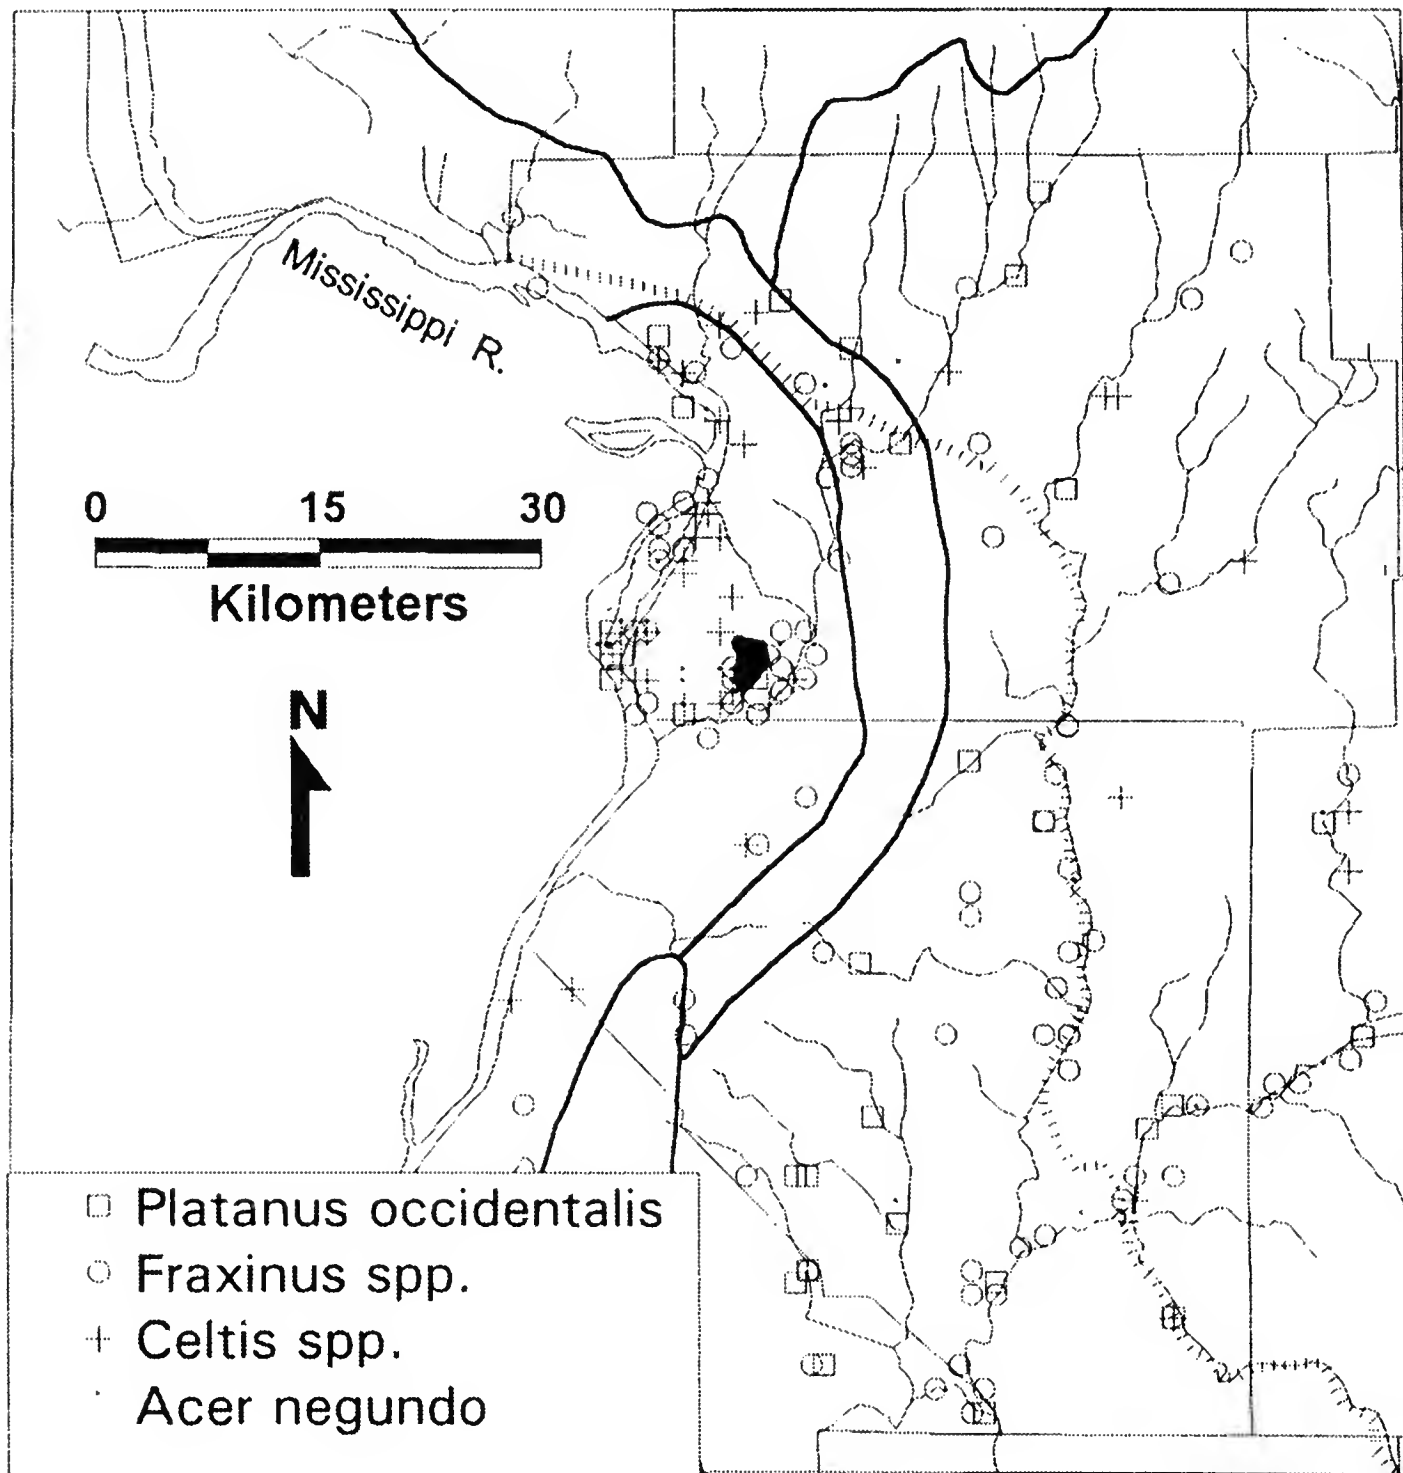 Mississippi R.
0 15 30
Kilometers
N
Platanus occidentalis
Fraxinus spp.
Celtis spp.
Acer negundo